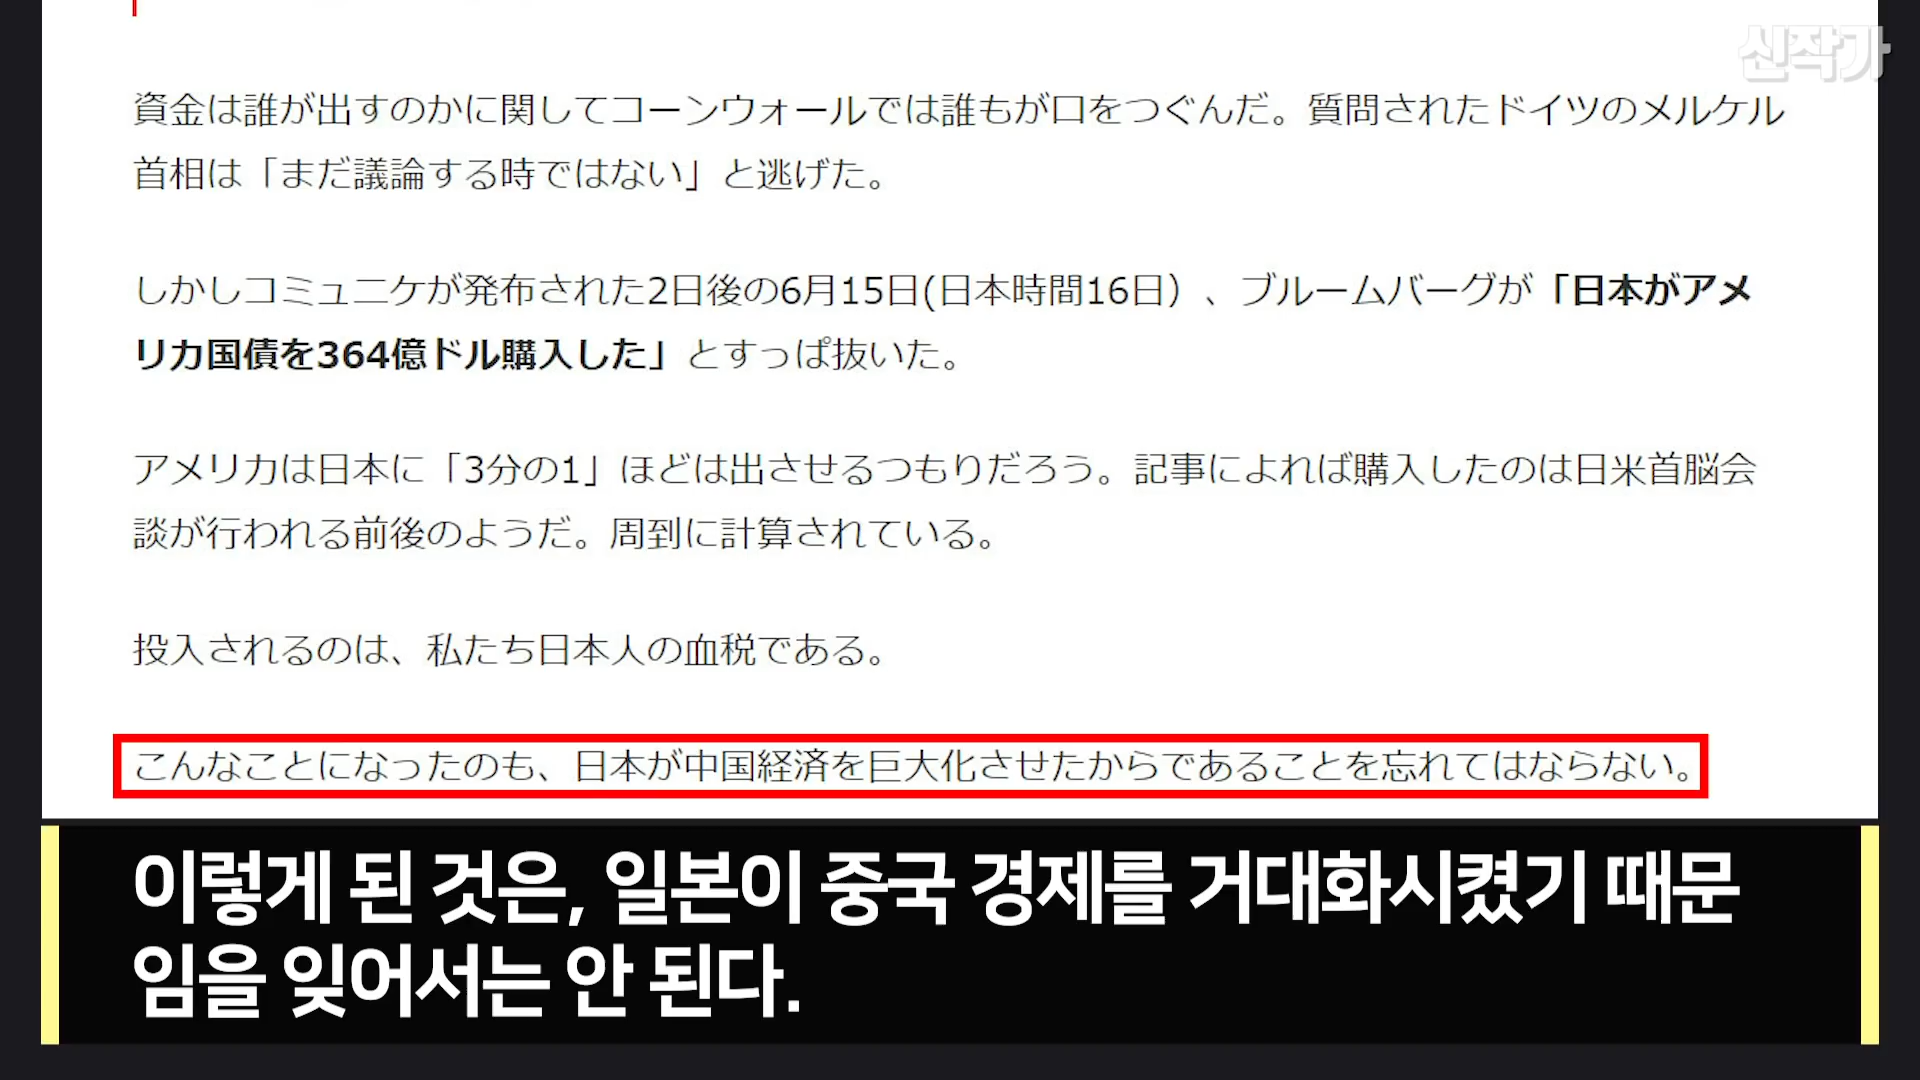 신작가
資金は誰が出すのかに関してコーンウォールでは誰もが口をつぐんだ。質問されたドイツのメルケル
首相は「まだ議論する時ではない」と逃げた。
しかしコミュニケが発布された2日後の6月15日(日本時間16日）、ブルームバーグが「日本がアメ
リカ国債を364億ドル購入した」とすっぱ抜いた。
アメリカは日本に「3分の1」ほどは出させるつもりだろう。記事によれば購入したのは日米首脳会
談が行われる前後のようだ。周到に計算されている。
投入されるのは、私たち日本人の血税である。
こんなことになったのも、日本が中国経済を巨大化させたからであることを忘れてはならない。
이렇게 된 것은, 일본이 중국 경제를 거대화시켰기 때문
임을 잊어서는 안 된다.